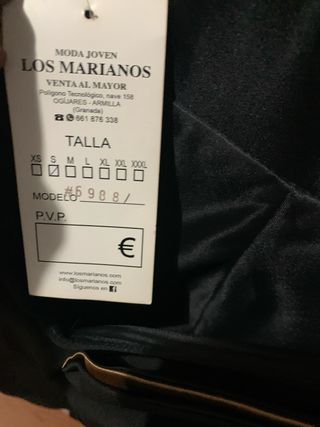 MODA JOVEN
LOS MARIANOS
VENTA AL MAYOR
Polígono Tecnológico, nave 158
OGÍJARES - ARMILLA
(Granada)
661 876 338
TALLA
XS S M L XL XXL XXXL
MODELO #6988/
P.V.P.
€
www.losmarianos.com
info@losmarianos.com
Síguenos en f